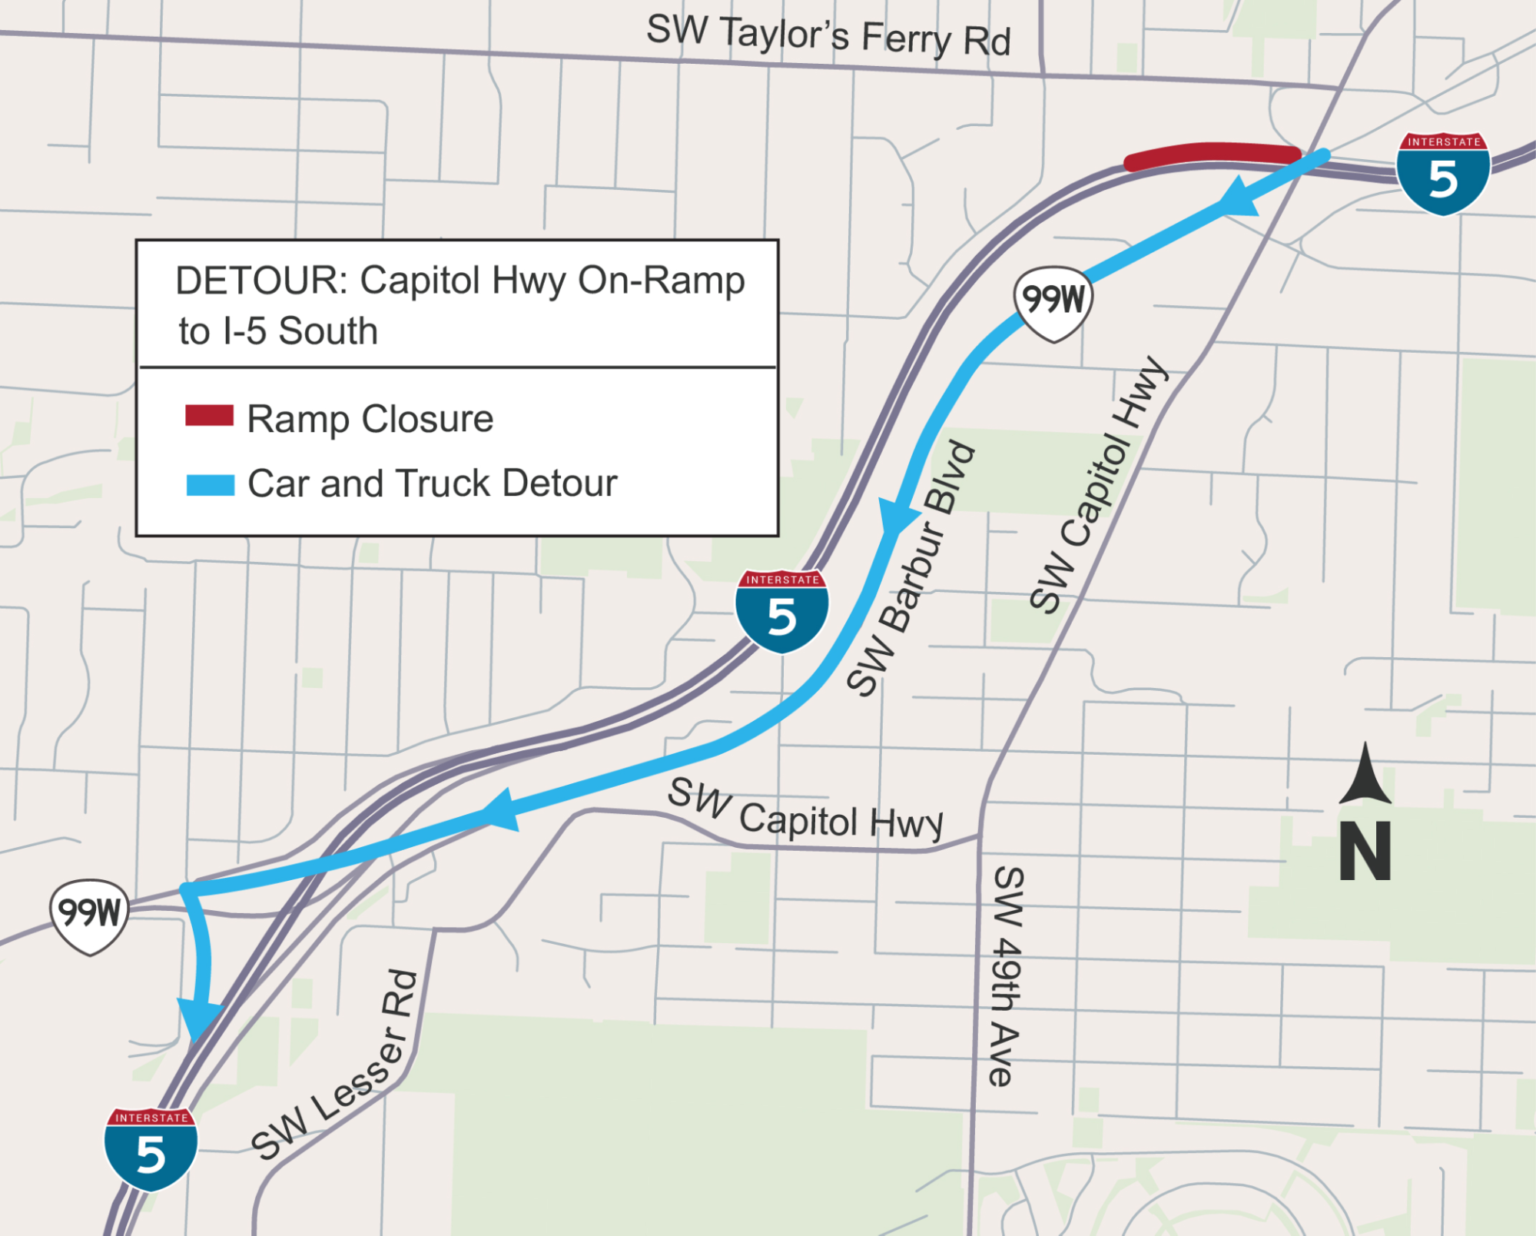 SW Taylor’s Ferry Rd
INTERSTATE
5
DETOUR: Capitol Hwy On-Ramp
to I-5 South
Ramp Closure
Car and Truck Detour
99W
SW Capitol Hwy
SW Barbur Blvd
INTERSTATE
5
SW Capitol Hwy
N
99W
SW 49th Ave
SW Lesser Rd
INTERSTATE
5